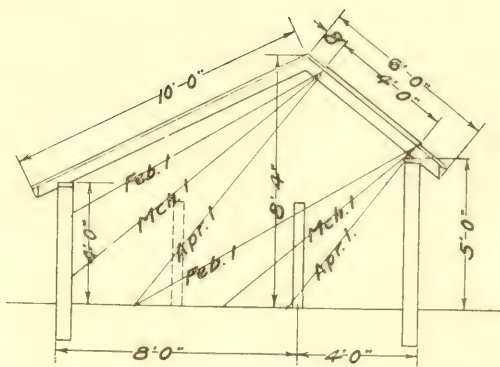 10'-0"
8"
6'-0"
4'-0"
Feb. 1
Mch. 1
Apr. 1
8'-4"
4'-0"
Feb. 1
Mch. 1
Apr. 1.
5'-0"
8'-0"
4'-0"